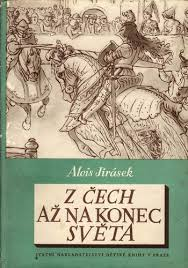 Alois Jirásek
Z ČECH
AŽ NA KONEC
SVĚTA
STÁTNÍ NAKLADATELSTVÍ DĚTSKÉ KNIHY V PRAZE